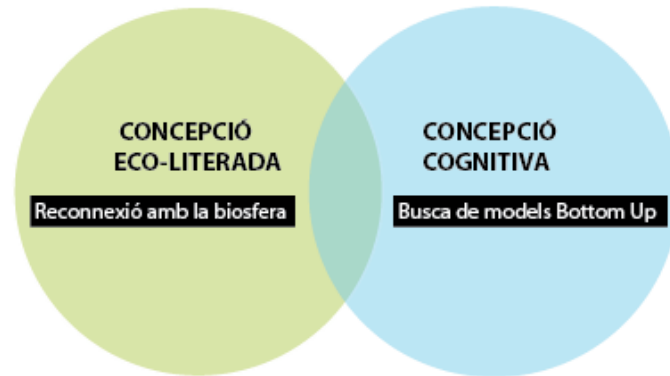 CONCEPCIÓ
ECO-LITERADA
Reconnexió amb la biosfera
CONCEPCIÓ
COGNITIVA
Busca de models Bottom Up